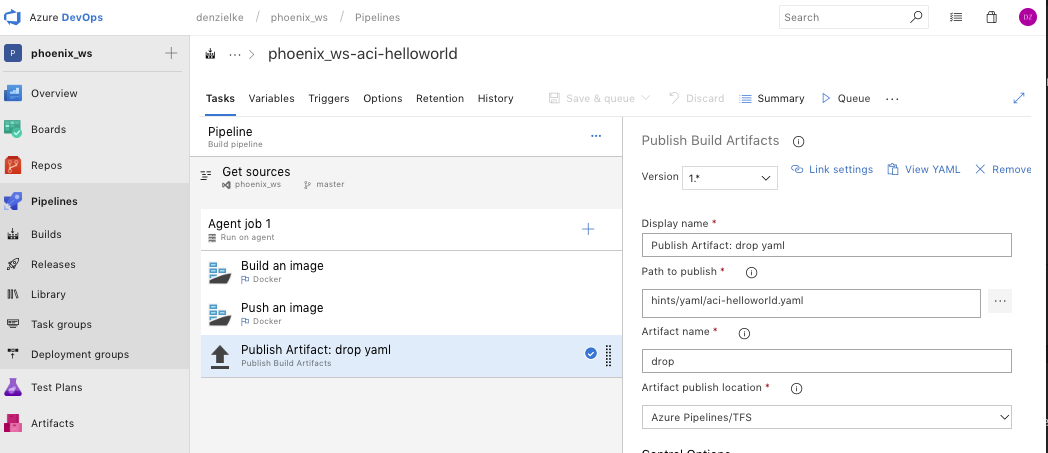 Azure DevOps
denzielke / phoenix_ws / Pipelines
Search
DZ
P phoenix_ws
Overview
Boards
Repos
Pipelines
Builds
Releases
Library
Task groups
Deployment groups
Test Plans
Artifacts
... > phoenix_ws-aci-helloworld
Tasks Variables Triggers Options Retention History Save & queue Discard Summary Queue ...
Pipeline
Build pipeline
...
Get sources
phoenix_ws master
Agent job 1
Run on agent
Build an image
Docker
Push an image
Docker
Publish Artifact: drop yaml
Publish Build Artifacts
Publish Build Artifacts
Version 1.* Link settings View YAML Remove
Display name *
Publish Artifact: drop yaml
Path to publish *
hints/yaml/aci-helloworld.yaml
...
Artifact name *
drop
Artifact publish location *
Azure Pipelines/TFS
Control Options